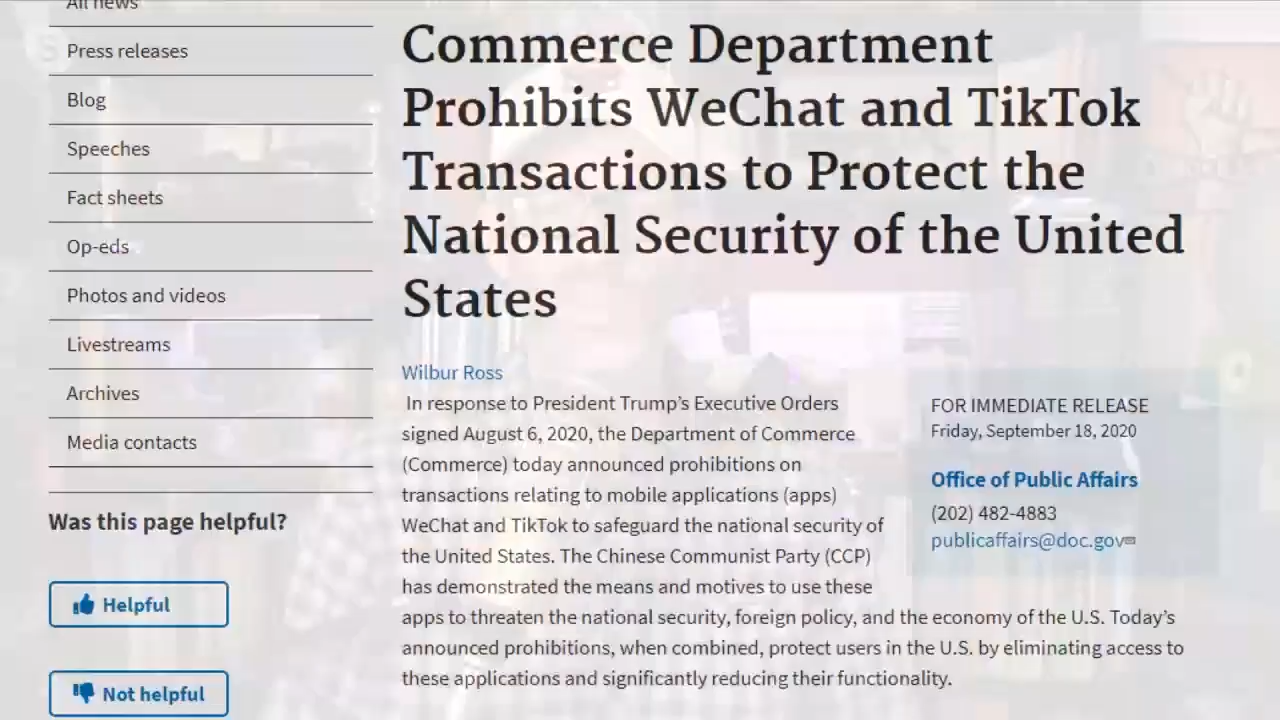 All news
Press releases
Blog
Speeches
Fact sheets
Op-eds
Photos and videos
Livestreams
Archives
Media contacts
Was this page helpful?
Helpful
Not helpful
Commerce Department
Prohibits WeChat and TikTok
Transactions to Protect the
National Security of the United
States
Wilbur Ross
In response to President Trump’s Executive Orders
signed August 6, 2020, the Department of Commerce
(Commerce) today announced prohibitions on
transactions relating to mobile applications (apps)
WeChat and TikTok to safeguard the national security of
the United States. The Chinese Communist Party (CCP)
has demonstrated the means and motives to use these
apps to threaten the national security, foreign policy, and the economy of the U.S. Today’s
announced prohibitions, when combined, protect users in the U.S. by eliminating access to
these applications and significantly reducing their functionality.
FOR IMMEDIATE RELEASE
Friday, September 18, 2020
Office of Public Affairs
(202) 482-4883
publicaffairs@doc.gov